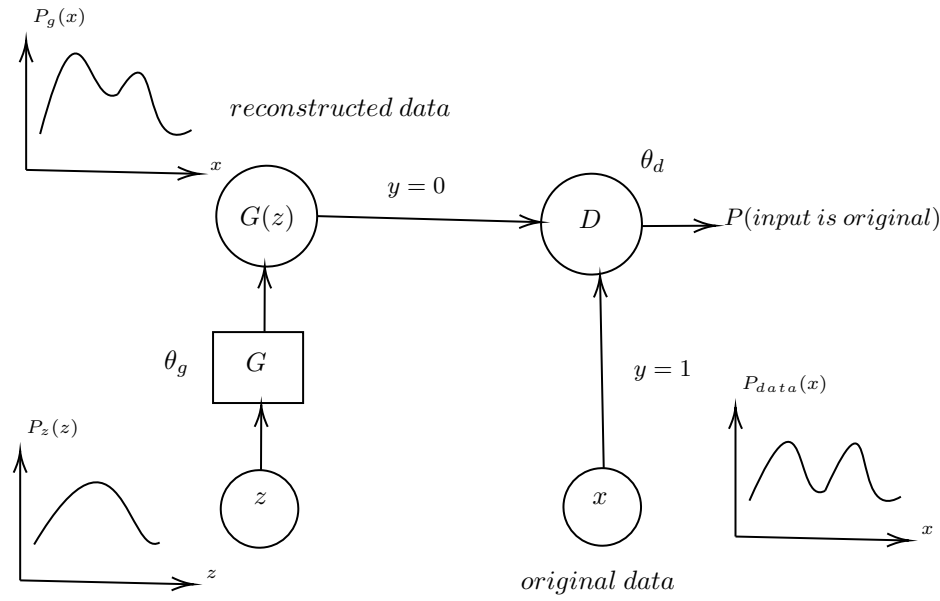 P_g(x)
reconstructed data
x
θ_d
y = 0
G(z)
D
P(input is original)
θ_g
G
y = 1
P_data(x)
P_z(z)
z
x
x
z
original data